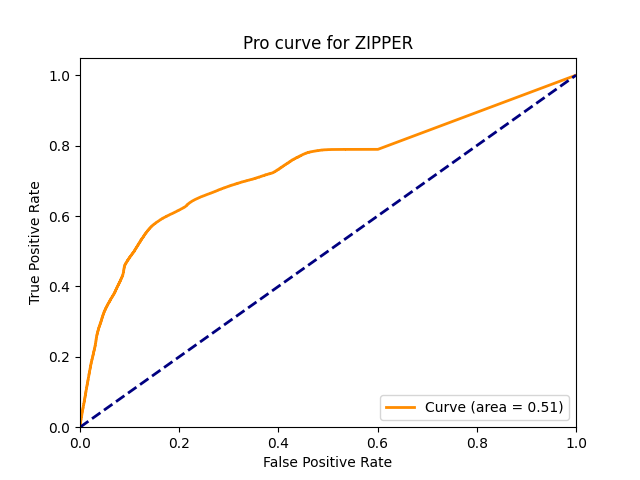 Pro curve for ZIPPER
True Positive Rate
1.0
0.8
0.6
0.4
0.2
0.0
0.0 0.2 0.4 0.6 0.8 1.0
False Positive Rate
Curve (area = 0.51)